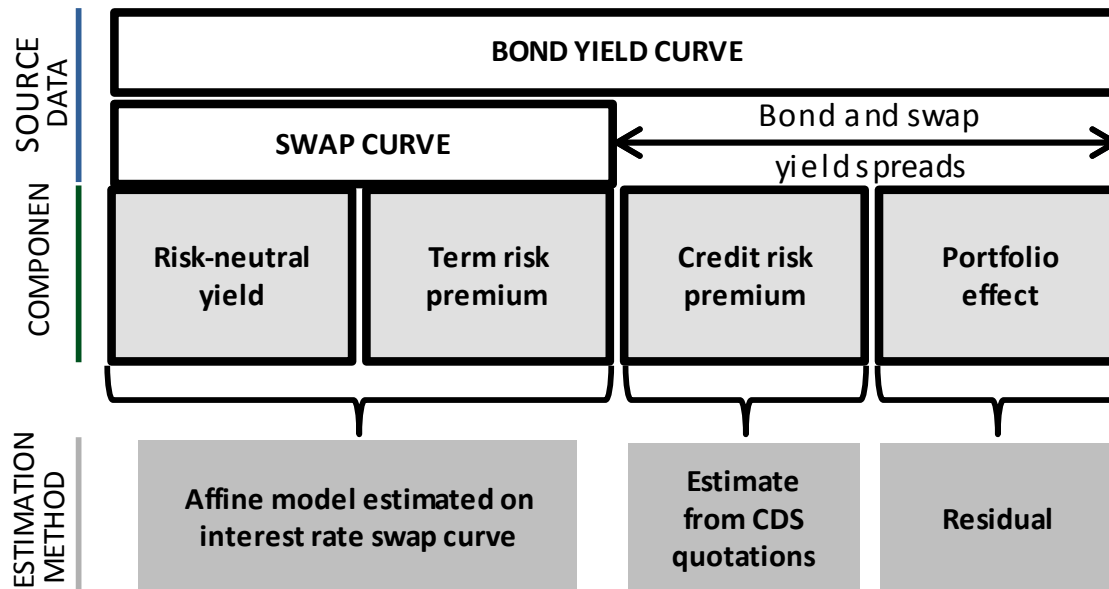 SOURCE
DATA
BOND YIELD CURVE
SWAP CURVE
Bond and swap
yield spreads
COMPONEN
Risk-neutral
yield
Term risk
premium
Credit risk
premium
Portfolio
effect
ESTIMATION
METHOD
Affine model estimated on
interest rate swap curve
Estimate
from CDS
quotations
Residual